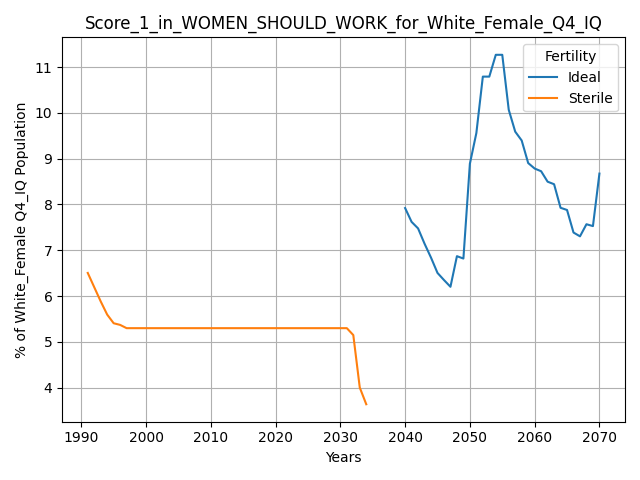 Score_1_in_WOMEN_SHOULD_WORK_for_White_Female_Q4_IQ
Fertility
Ideal
Sterile
% of White_Female Q4_IQ Population
11
10
9
8
7
6
5
4
1990 2000 2010 2020 2030 2040 2050 2060 2070
Years